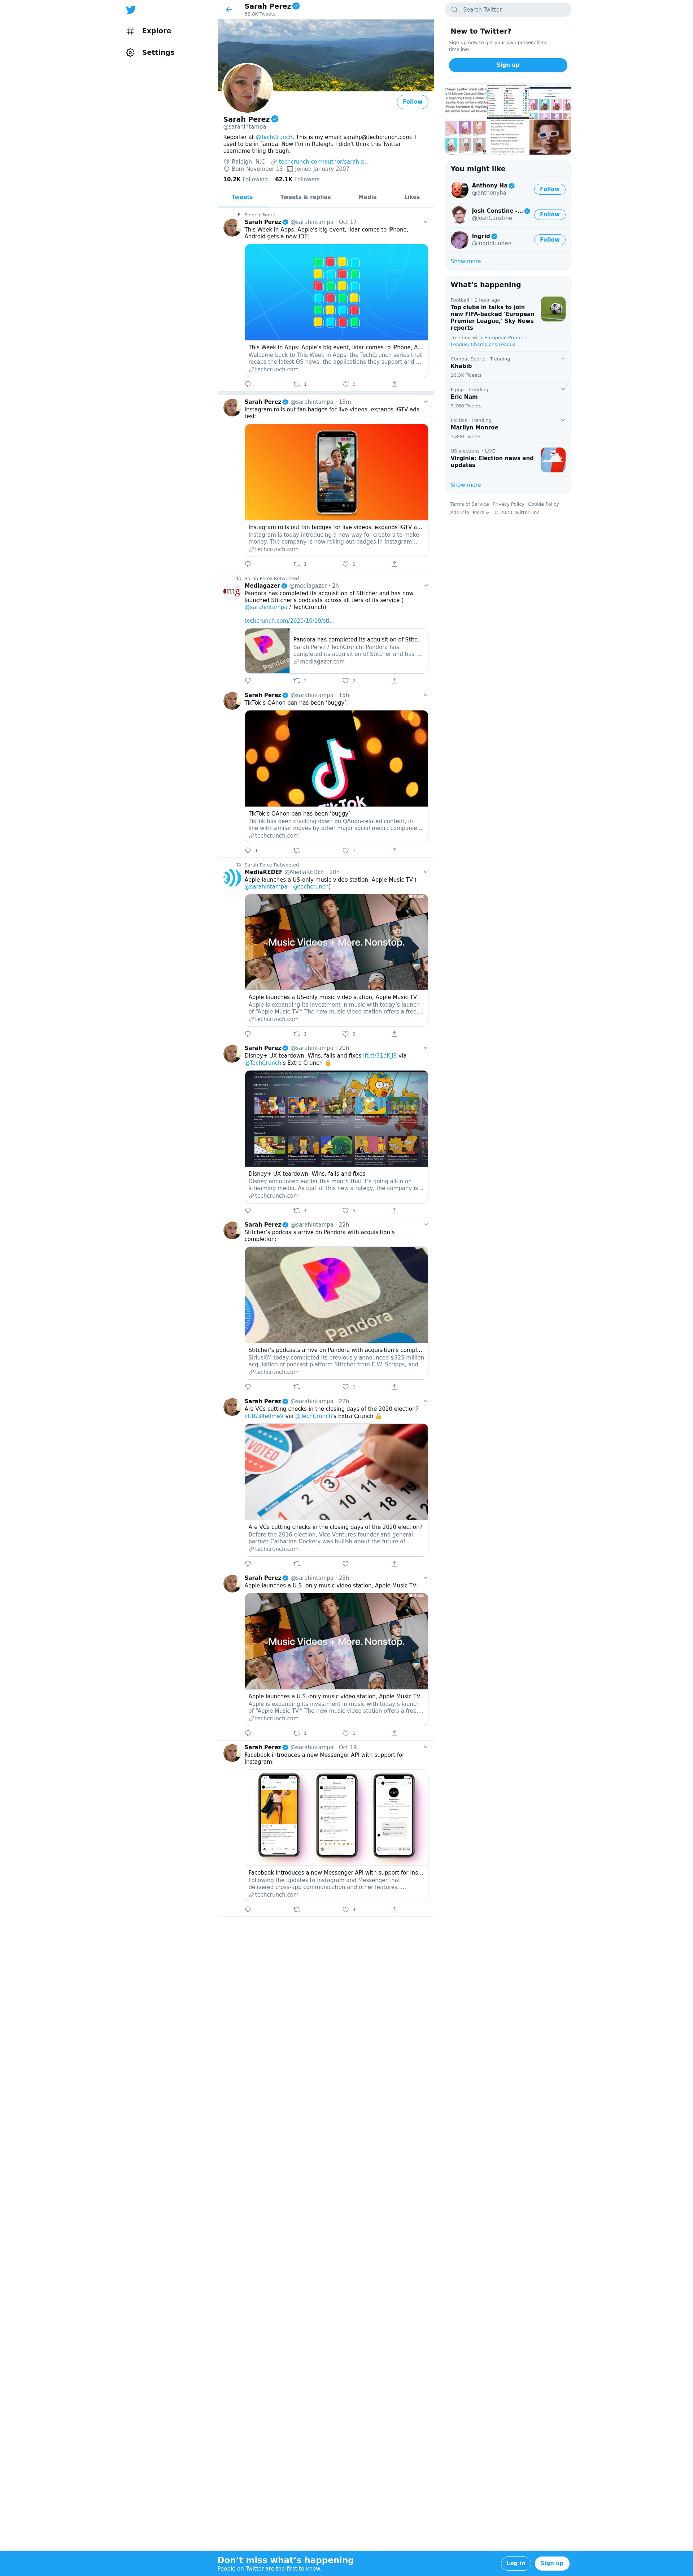 Explore
Settings
Sarah Perez
32.8K Tweets
Follow
Sarah Perez
@sarahintampa
Reporter at @TechCrunch. This is my email: sarahp@techcrunch.com. I
used to be in Tampa. Now I'm in Raleigh. I didn't think this Twitter
username thing through.
Raleigh, N.C. techcrunch.com/author/sarah-p…
Born November 13 Joined January 2007
10.2K Following 62.1K Followers
Tweets Tweets & replies Media Likes
Pinned Tweet
Sarah Perez @sarahintampa · Oct 17
This Week in Apps: Apple's big event, lidar comes to iPhone,
Android gets a new IDE:
This Week in Apps: Apple's big event, lidar comes to iPhone, A…
Welcome back to This Week in Apps, the TechCrunch series that
recaps the latest OS news, the applications they support and …
techcrunch.com
1 3
Sarah Perez @sarahintampa · 13m
Instagram rolls out fan badges for live videos, expands IGTV ads
test:
Instagram rolls out fan badges for live videos, expands IGTV a…
Instagram is today introducing a new way for creators to make
money. The company is now rolling out badges in Instagram …
techcrunch.com
1 1
Sarah Perez Retweeted
mg
Mediagazer @mediagazer · 2h
Pandora has completed its acquisition of Stitcher and has now
launched Stitcher's podcasts across all tiers of its service (
@sarahintampa / TechCrunch)
techcrunch.com/2020/10/19/sti…
Pandora
Pandora has completed its acquisition of Stitc…
Sarah Perez / TechCrunch: Pandora has
completed its acquisition of Stitcher and has …
mediagazer.com
2 2
Sarah Perez @sarahintampa · 15h
TikTok's QAnon ban has been 'buggy':
TikTok
TikTok's QAnon ban has been 'buggy'
TikTok has been cracking down on QAnon-related content, in
line with similar moves by other major social media companie…
techcrunch.com
1 1
Sarah Perez Retweeted
MediaREDEF @MediaREDEF · 20h
Apple launches a US-only music video station, Apple Music TV (
@sarahintampa - @techcrunch)
Music Videos + More. Nonstop.
Apple launches a US-only music video station, Apple Music TV
Apple is expanding its investment in music with today's launch
of "Apple Music TV." The new music video station offers a free,…
techcrunch.com
1 2
Sarah Perez @sarahintampa · 20h
Disney+ UX teardown: Wins, fails and fixes ift.tt/31pKJJ8 via
@TechCrunch's Extra Crunch
Disney+ UX teardown: Wins, fails and fixes
Disney announced earlier this month that it's going all-in on
streaming media. As part of this new strategy, the company is…
techcrunch.com
1 5
Sarah Perez @sarahintampa · 22h
Stitcher's podcasts arrive on Pandora with acquisition's
completion:
Pandora
Stitcher's podcasts arrive on Pandora with acquisition's compl…
SiriusXM today completed its previously announced $325 million
acquisition of podcast platform Stitcher from E.W. Scripps, and…
techcrunch.com
1
Sarah Perez @sarahintampa · 22h
Are VCs cutting checks in the closing days of the 2020 election?
ift.tt/34e0meV via @TechCrunch's Extra Crunch
VOTED
Are VCs cutting checks in the closing days of the 2020 election?
Before the 2016 election, Vice Ventures founder and general
partner Catharine Dockery was bullish about the future of …
techcrunch.com
Sarah Perez @sarahintampa · 23h
Apple launches a U.S.-only music video station, Apple Music TV:
Music Videos + More. Nonstop.
Apple launches a U.S.-only music video station, Apple Music TV
Apple is expanding its investment in music with today's launch
of "Apple Music TV." The new music video station offers a free,…
techcrunch.com
1 1
Sarah Perez @sarahintampa · Oct 19
Facebook introduces a new Messenger API with support for
Instagram:
Facebook introduces a new Messenger API with support for Ins…
Following the updates to Instagram and Messenger that
delivered cross-app communication and other features, …
techcrunch.com
4
Search Twitter
New to Twitter?
Sign up now to get your own personalized
timeline!
Sign up
You might like
Anthony Ha
@anthonyha
Follow
Josh Constine -…
@JoshConstine
Follow
Ingrid
@ingridlunden
Follow
Show more
What's happening
Football · 1 hour ago
Top clubs in talks to join
new FIFA-backed 'European
Premier League,' Sky News
reports
Trending with European Premier
League, Champions League
Combat Sports · Trending
Khabib
16.5K Tweets
K-pop · Trending
Eric Nam
7,760 Tweets
Politics · Trending
Marilyn Monroe
7,890 Tweets
US elections · LIVE
Virginia: Election news and
updates
Show more
Terms of Service Privacy Policy Cookie Policy
Ads info More © 2020 Twitter, Inc.
Don't miss what's happening
People on Twitter are the first to know.
Log in Sign up